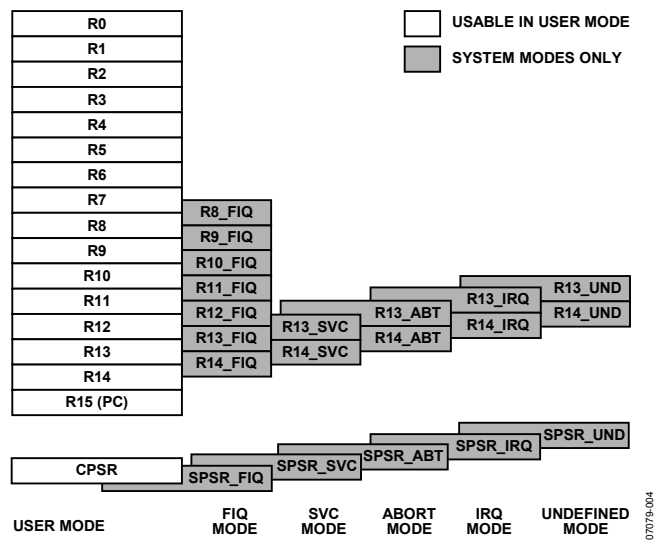 R0
R1
R2
R3
R4
R5
R6
R7
R8
R9
R10
R11
R12
R13
R14
R15 (PC)
R8_FIQ
R9_FIQ
R10_FIQ
R11_FIQ
R12_FIQ
R13_FIQ
R14_FIQ
R13_SVC
R14_SVC
R13_ABT
R14_ABT
R13_IRQ
R14_IRQ
R13_UND
R14_UND
USABLE IN USER MODE
SYSTEM MODES ONLY
CPSR
SPSR_FIQ
SPSR_SVC
SPSR_ABT
SPSR_IRQ
SPSR_UND
USER MODE
FIQ
MODE
SVC
MODE
ABORT
MODE
IRQ
MODE
UNDEFINED
MODE
07079-004